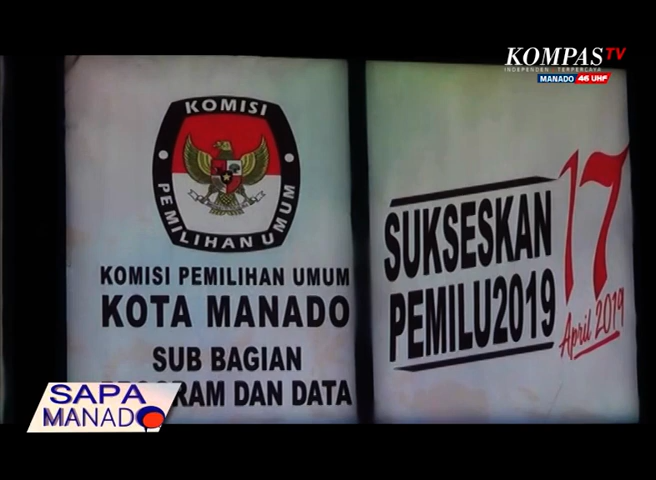 KOMPAS TV
INDEPENDEN TERPERCAYA
MANADO 46 UHF
KOMISI
PEMILIHAN UMUM
KOMISI PEMILIHAN UMUM
KOTA MANADO
SUB BAGIAN
PROGRAM DAN DATA
SUKSESKAN
PEMILU2019
17
April 2019
SAPA
MANADO